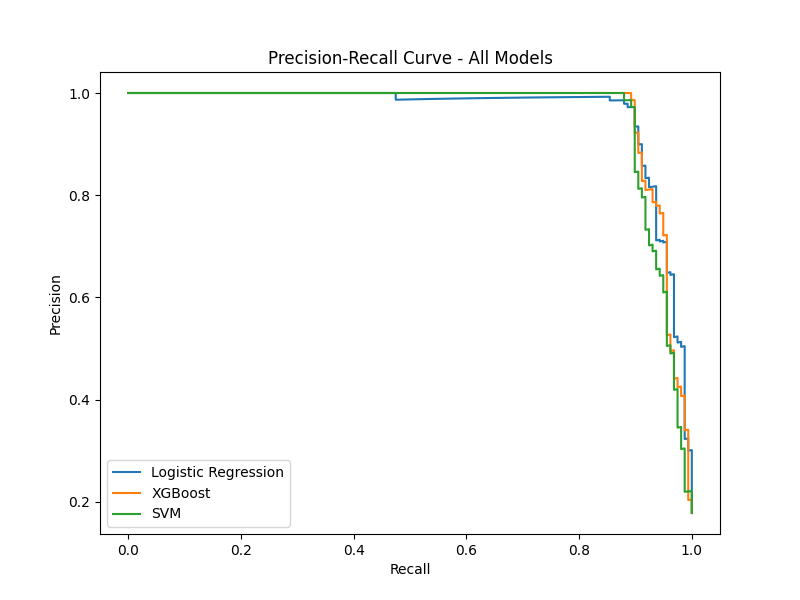 Precision-Recall Curve - All Models
1.0
0.8
0.6
0.4
0.2
Precision
Logistic Regression
XGBoost
SVM
0.0 0.2 0.4 0.6 0.8 1.0
Recall